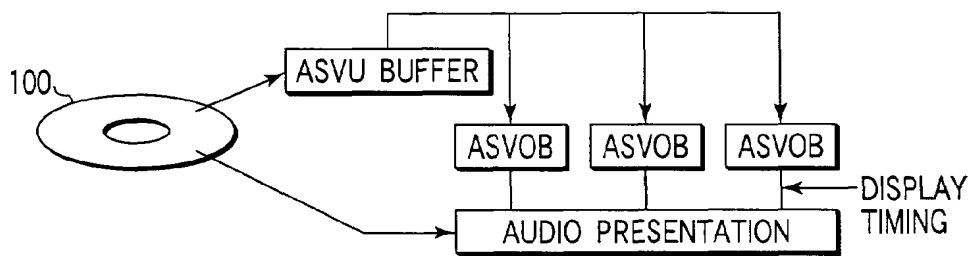 ASVU BUFFER
100
ASVOB ASVOB ASVOB
DISPLAY
TIMING
AUDIO PRESENTATION